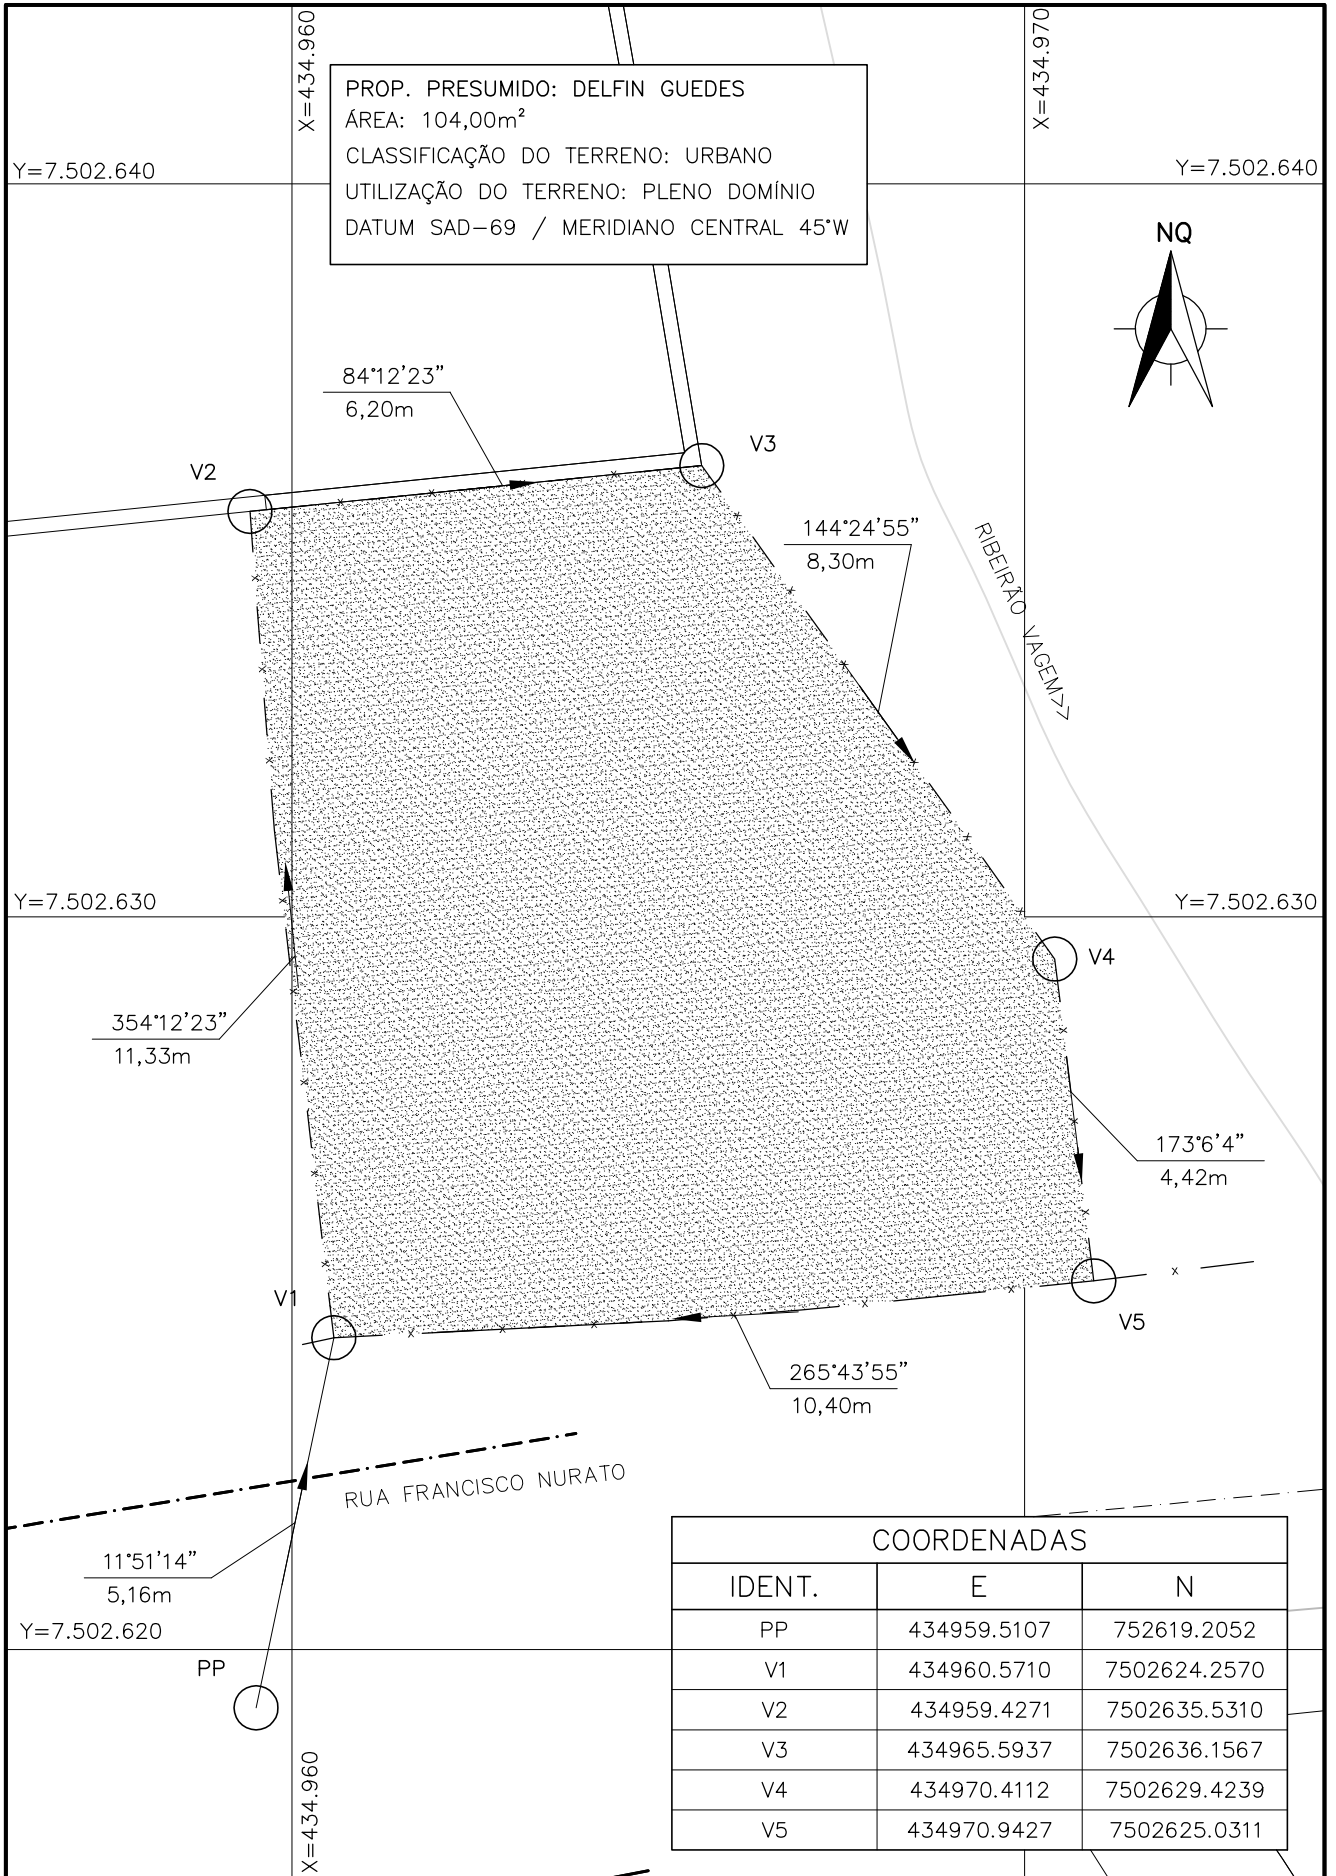 X=434.960
X=434.970
PROP. PRESUMIDO: DELFIN GUEDES
ÁREA: 104,00m²
CLASSIFICAÇÃO DO TERRENO: URBANO
UTILIZAÇÃO DO TERRENO: PLENO DOMÍNIO
DATUM SAD-69 / MERIDIANO CENTRAL 45°W
Y=7.502.640
Y=7.502.640
NQ
84°12'23"
6,20m
V2
V3
144°24'55"
8,30m
RIBEIRÃO VAGEM>>
Y=7.502.630
Y=7.502.630
V4
354°12'23"
11,33m
173°6'4"
4,42m
V1
V5
265°43'55"
10,40m
RUA FRANCISCO NURATO
11°51'14"
5,16m
Y=7.502.620
PP
X=434.960
COORDENADAS
IDENT. E N
PP 434959.5107 752619.2052
V1 434960.5710 7502624.2570
V2 434959.4271 7502635.5310
V3 434965.5937 7502636.1567
V4 434970.4112 7502629.4239
V5 434970.9427 7502625.0311